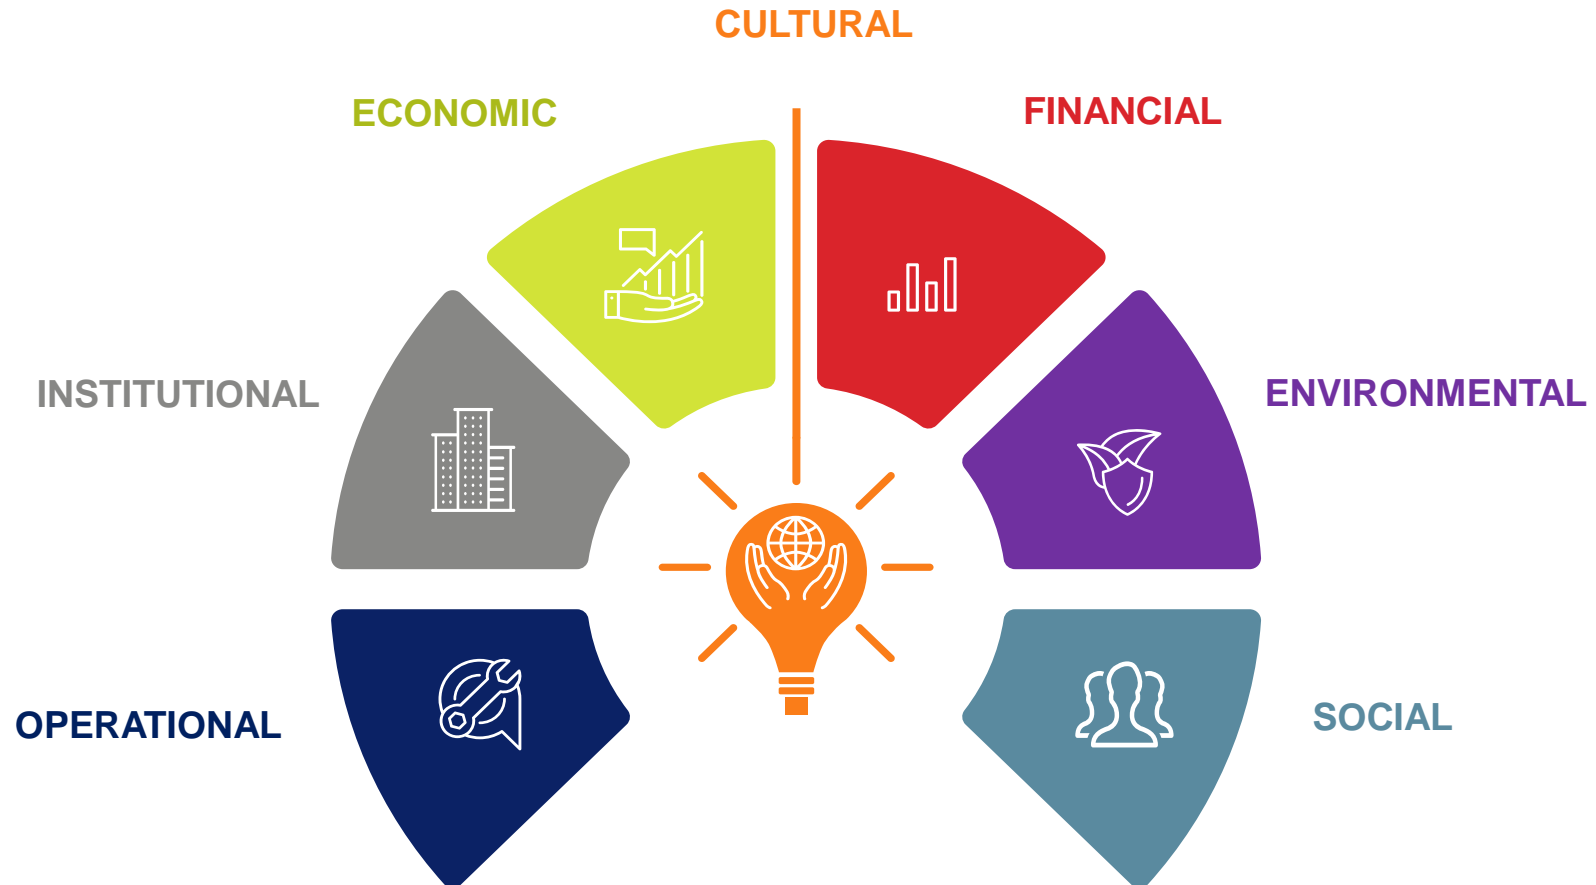 CULTURAL
ECONOMIC
FINANCIAL
INSTITUTIONAL
ENVIRONMENTAL
OPERATIONAL
SOCIAL